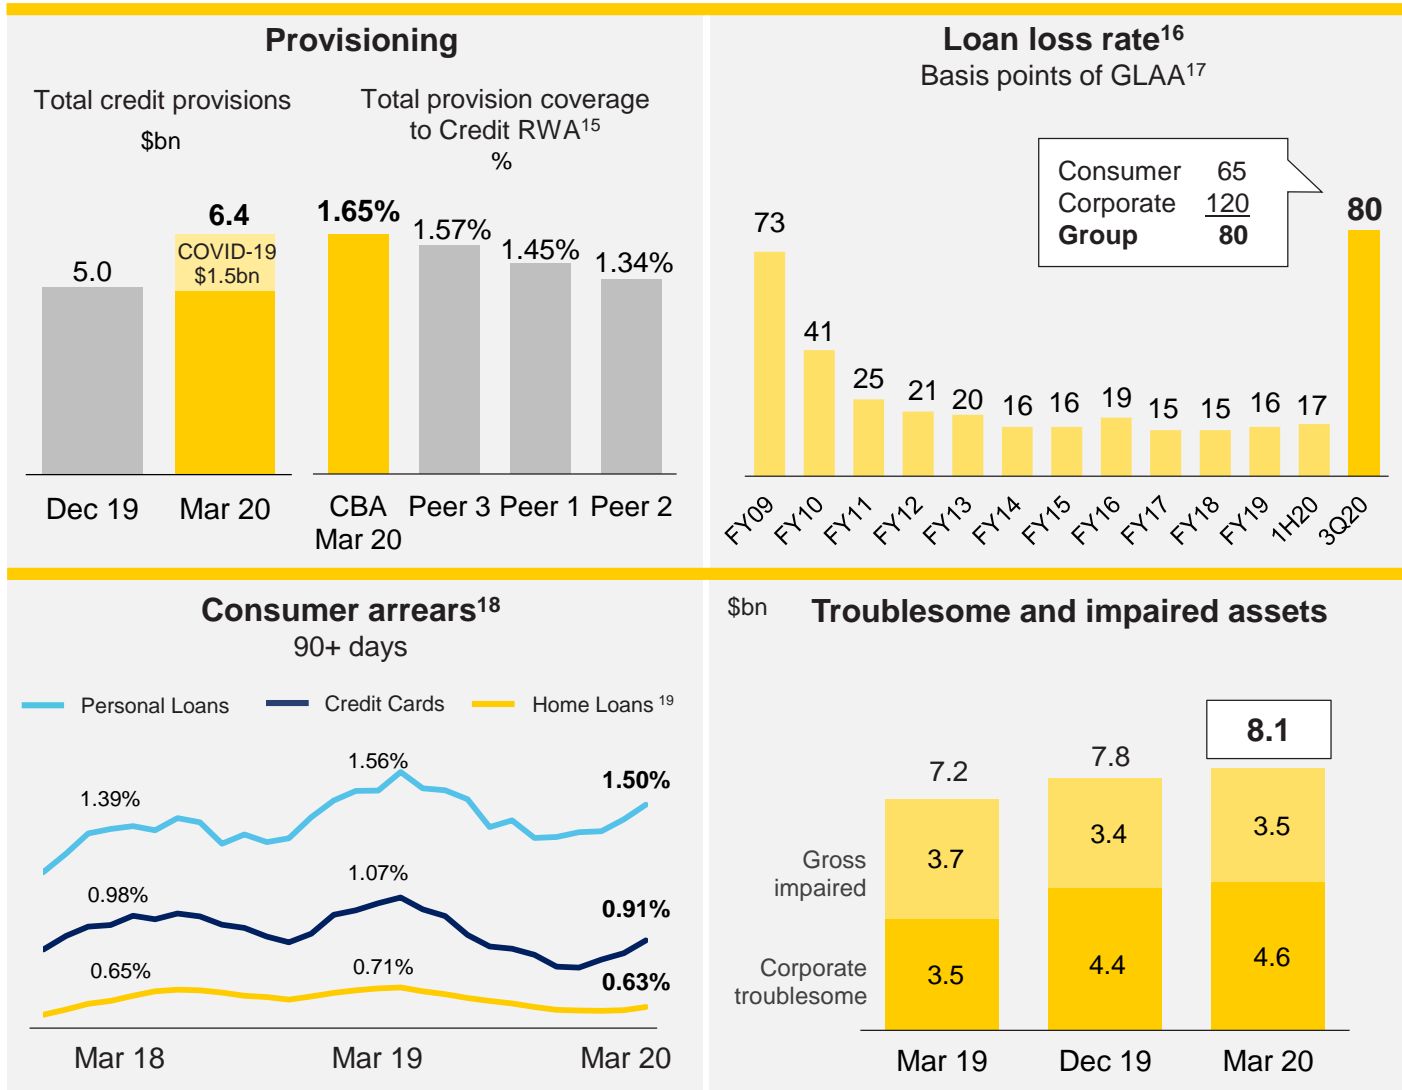 Provisioning
Total credit provisions
$bn
Total provision coverage
to Credit RWA15
%
6.4
COVID-19
$1.5bn
5.0
1.65%
1.57%
1.45%
1.34%
Dec 19
Mar 20
CBA
Mar 20
Peer 3
Peer 1
Peer 2
Loan loss rate16
Basis points of GLAA17
Consumer 65
Corporate 120
Group 80
73
41
25
21
20
16
16
19
15
15
16
17
80
FY09
FY10
FY11
FY12
FY13
FY14
FY15
FY16
FY17
FY18
FY19
1H20
3Q20
Consumer arrears18
90+ days
Personal Loans
Credit Cards
Home Loans 19
1.39%
1.56%
1.50%
0.98%
1.07%
0.91%
0.65%
0.71%
0.63%
Mar 18
Mar 19
Mar 20
$bn
Troublesome and impaired assets
7.2
7.8
8.1
Gross
impaired
3.7
3.4
3.5
Corporate
troublesome
3.5
4.4
4.6
Mar 19
Dec 19
Mar 20